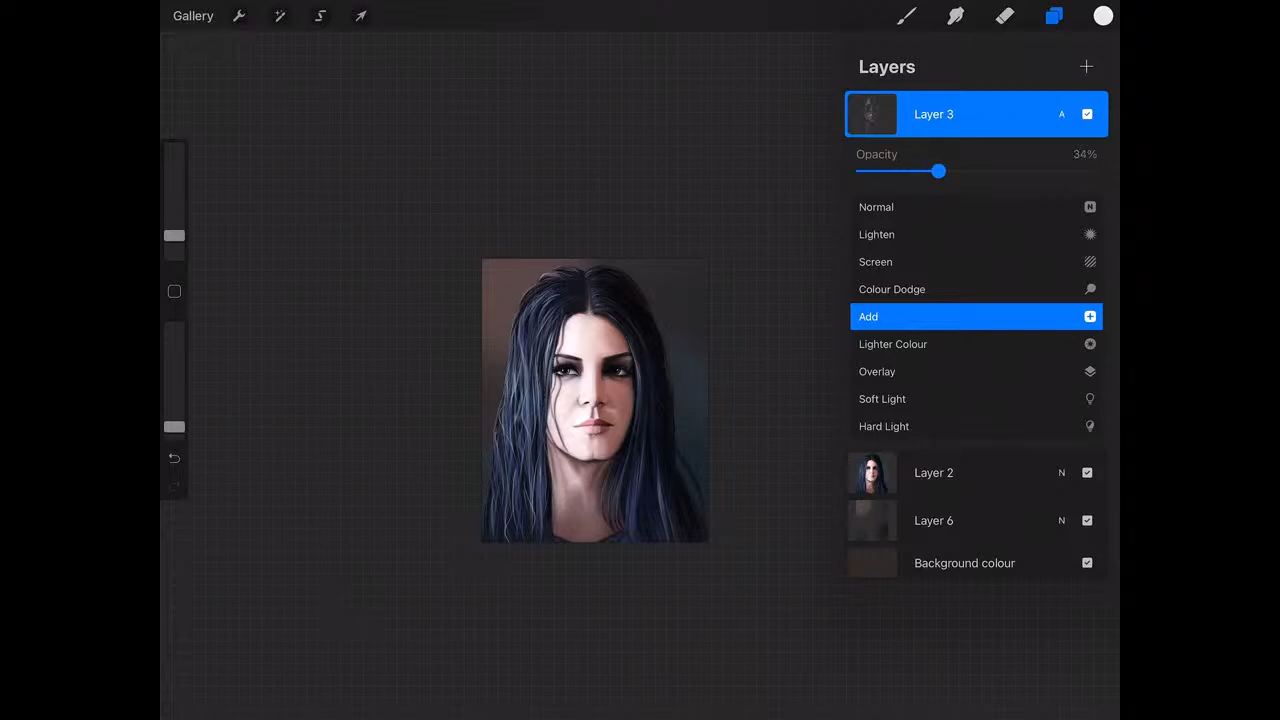 Gallery
Layers
Layer 3 A
Opacity 34%
Normal N
Lighten
Screen
Colour Dodge
Add
Lighter Colour
Overlay
Soft Light
Hard Light
Layer 2 N
Layer 6 N
Background colour